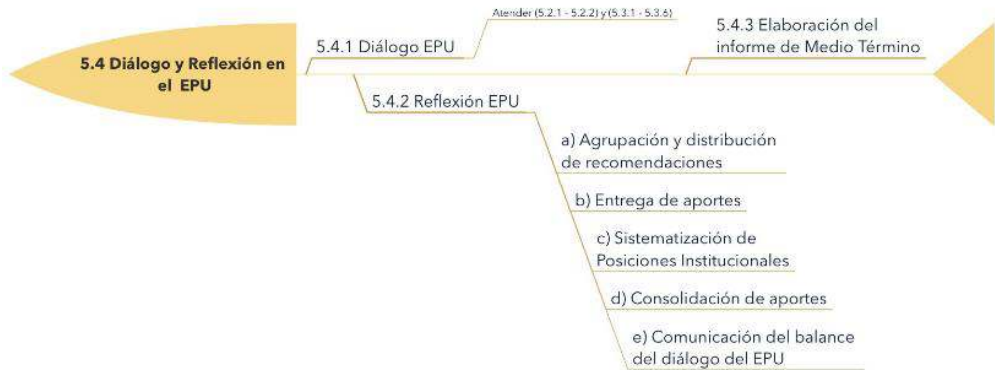 5.4 Diálogo y Reflexión en
el EPU
5.4.1 Diálogo EPU
Atender (5.2.1 - 5.2.2) y (5.3.1 - 5.3.6)
5.4.2 Reflexión EPU
a) Agrupación y distribución
de recomendaciones
b) Entrega de aportes
c) Sistematización de
Posiciones Institucionales
d) Consolidación de aportes
e) Comunicación del balance
del diálogo del EPU
5.4.3 Elaboración del
informe de Medio Término